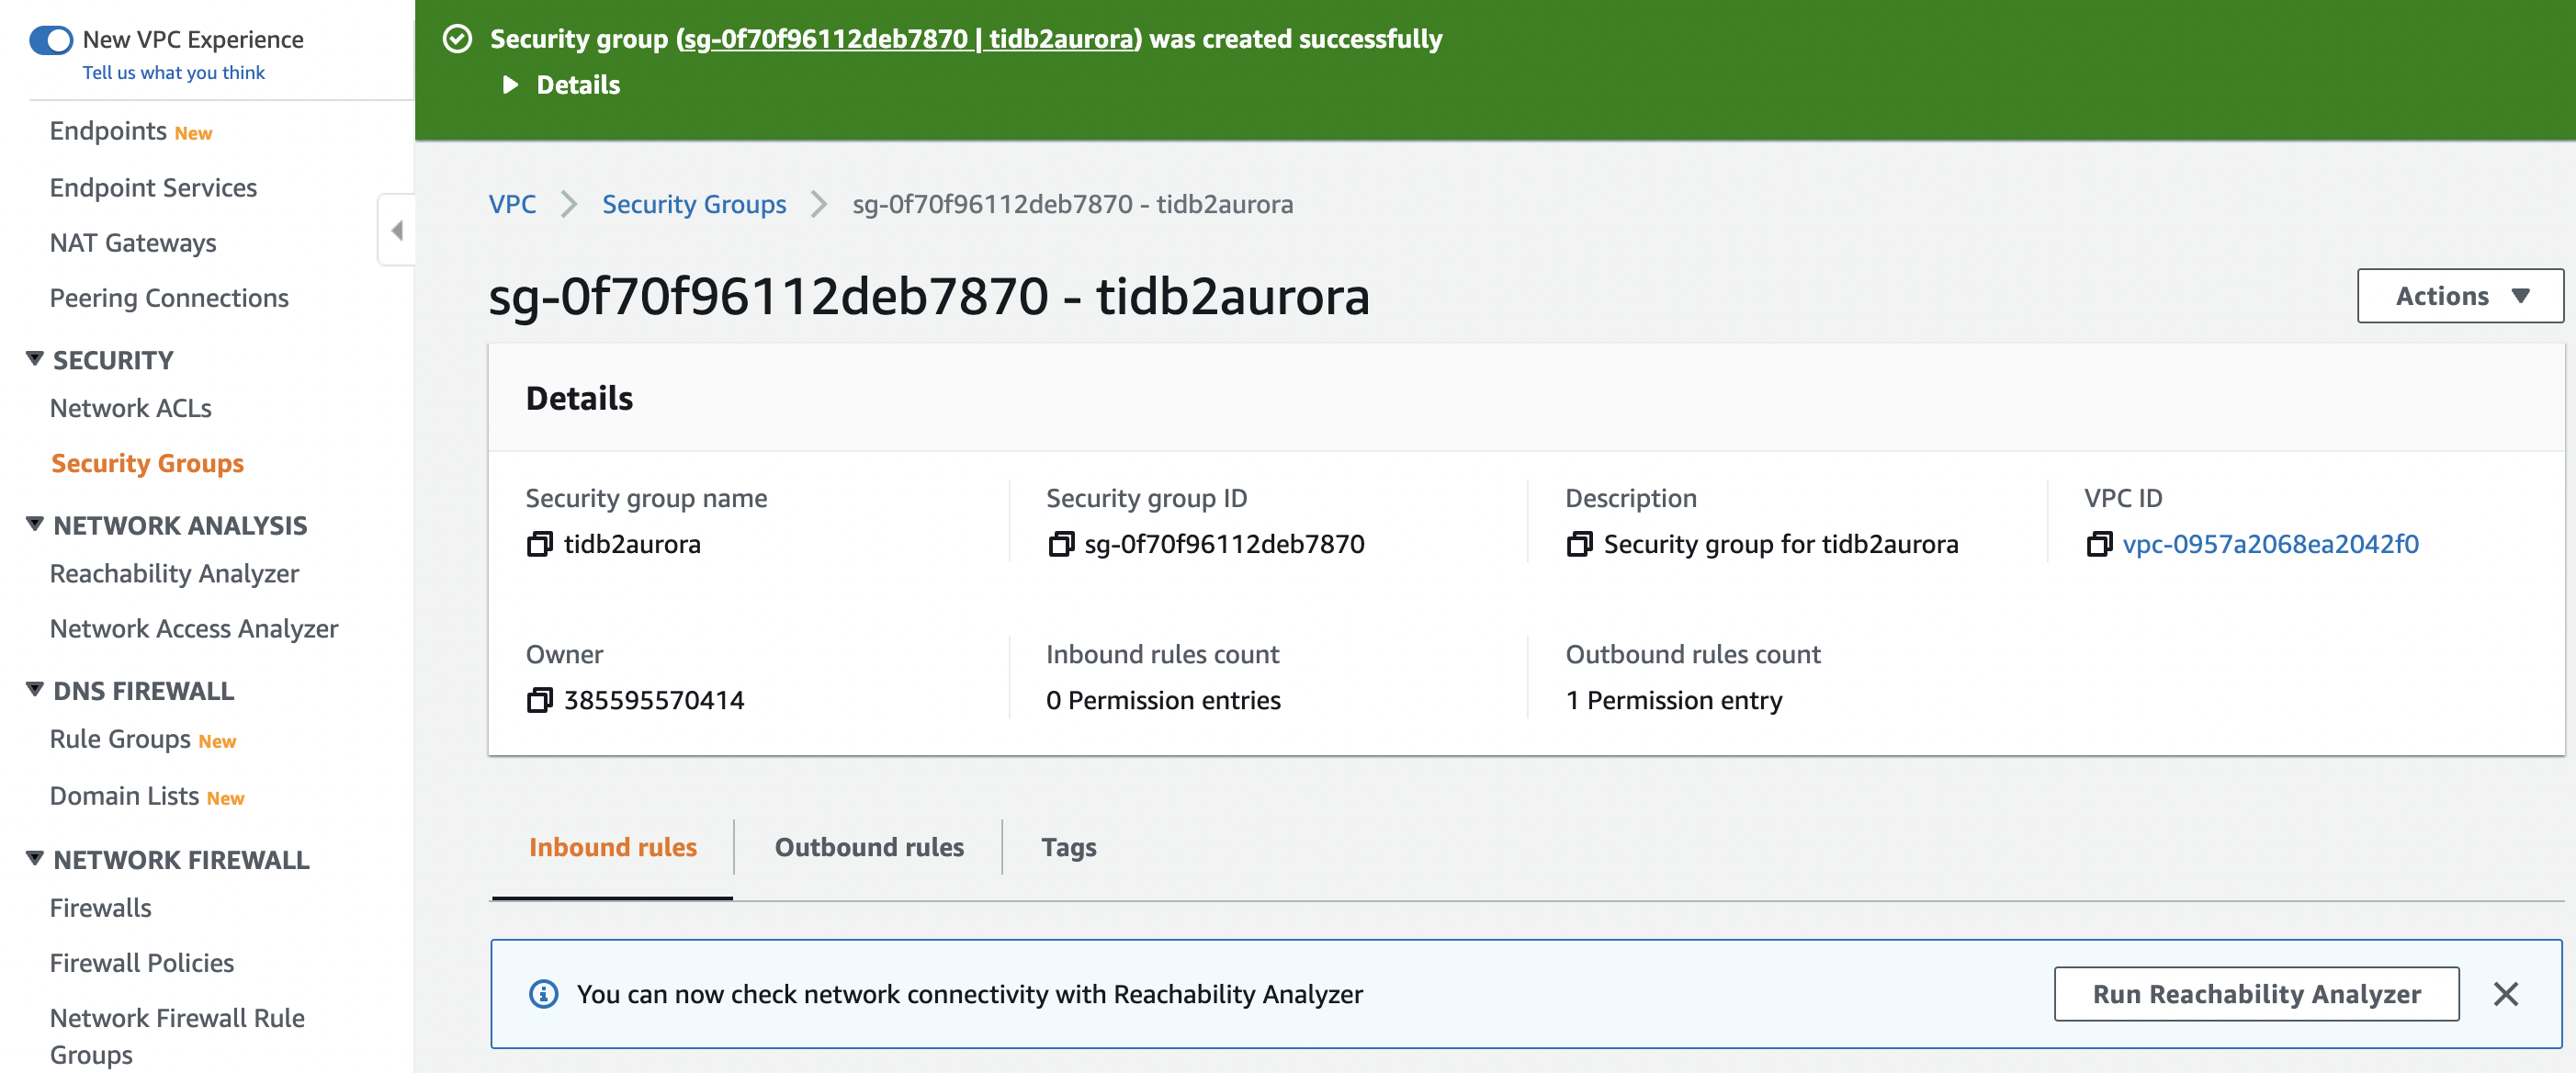 New VPC Experience
Tell us what you think
Endpoints New
Endpoint Services
NAT Gateways
Peering Connections
SECURITY
Network ACLs
Security Groups
NETWORK ANALYSIS
Reachability Analyzer
Network Access Analyzer
DNS FIREWALL
Rule Groups New
Domain Lists New
NETWORK FIREWALL
Firewalls
Firewall Policies
Network Firewall Rule
Groups
Security group (sg-0f70f96112deb7870 | tidb2aurora) was created successfully
Details
VPC
Security Groups
sg-0f70f96112deb7870 - tidb2aurora
sg-0f70f96112deb7870 - tidb2aurora
Actions
Details
Security group name
tidb2aurora
Security group ID
sg-0f70f96112deb7870
Description
Security group for tidb2aurora
VPC ID
vpc-0957a2068ea2042f0
Owner
385595570414
Inbound rules count
0 Permission entries
Outbound rules count
1 Permission entry
Inbound rules
Outbound rules
Tags
You can now check network connectivity with Reachability Analyzer
Run Reachability Analyzer